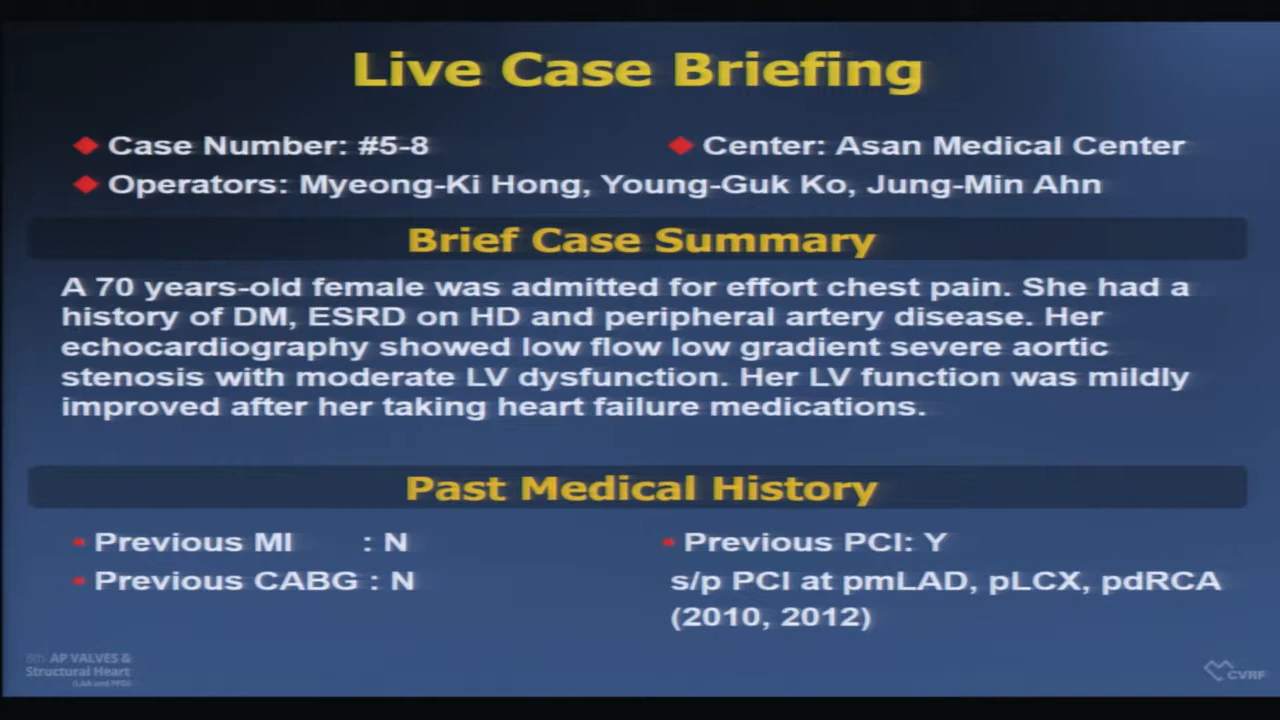 Live Case Briefing
Case Number: #5-8
Center: Asan Medical Center
Operators: Myeong-Ki Hong, Young-Guk Ko, Jung-Min Ahn
Brief Case Summary
A 70 years-old female was admitted for effort chest pain. She had a
history of DM, ESRD on HD and peripheral artery disease. Her
echocardiography showed low flow low gradient severe aortic
stenosis with moderate LV dysfunction. Her LV function was mildly
improved after her taking heart failure medications.
Past Medical History
Previous MI : N
Previous CABG : N
Previous PCI: Y
s/p PCI at pmLAD, pLCX, pdRCA
(2010, 2012)
8th AP VALVES &
Structural Heart
(LAA and PFO)
CVRF